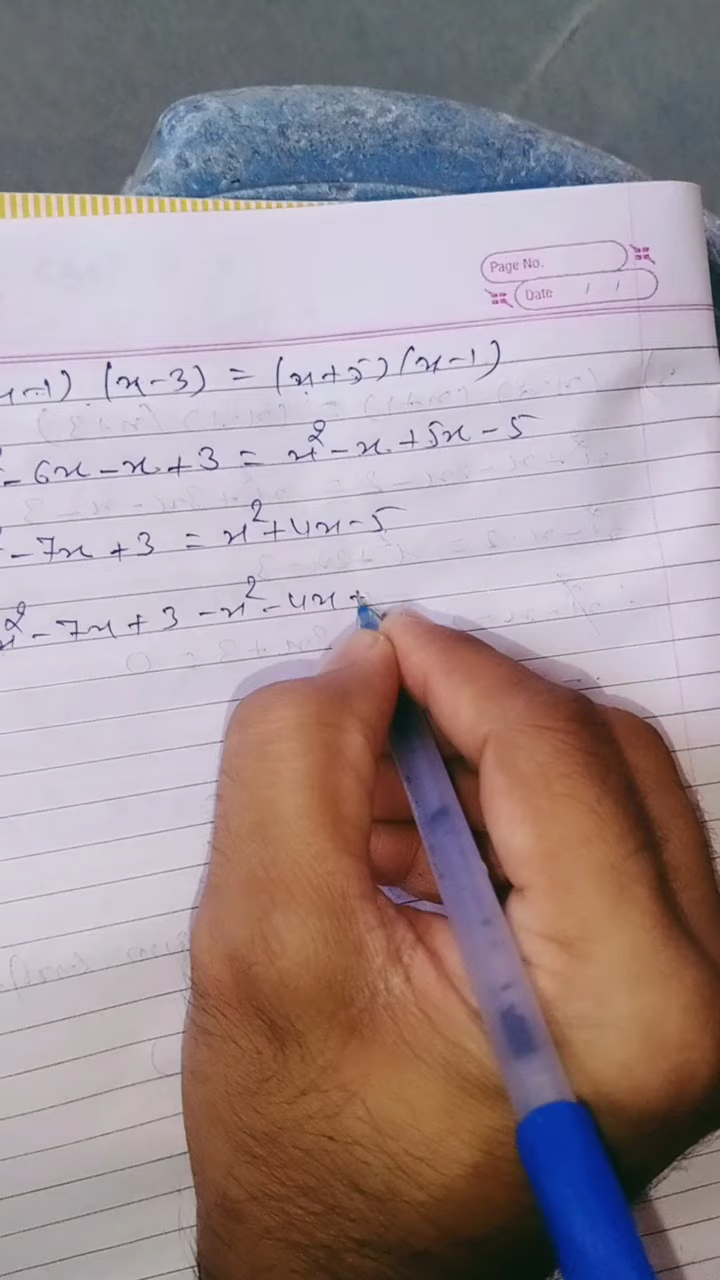 Page No.
Date / /
x-1) (x-3) = (x+5) (x-1)
- 6x - x + 3 = x² - x + 5x - 5
- 7x + 3 = x² + 4x - 5
x² - 7x + 3 - x² - 4x +